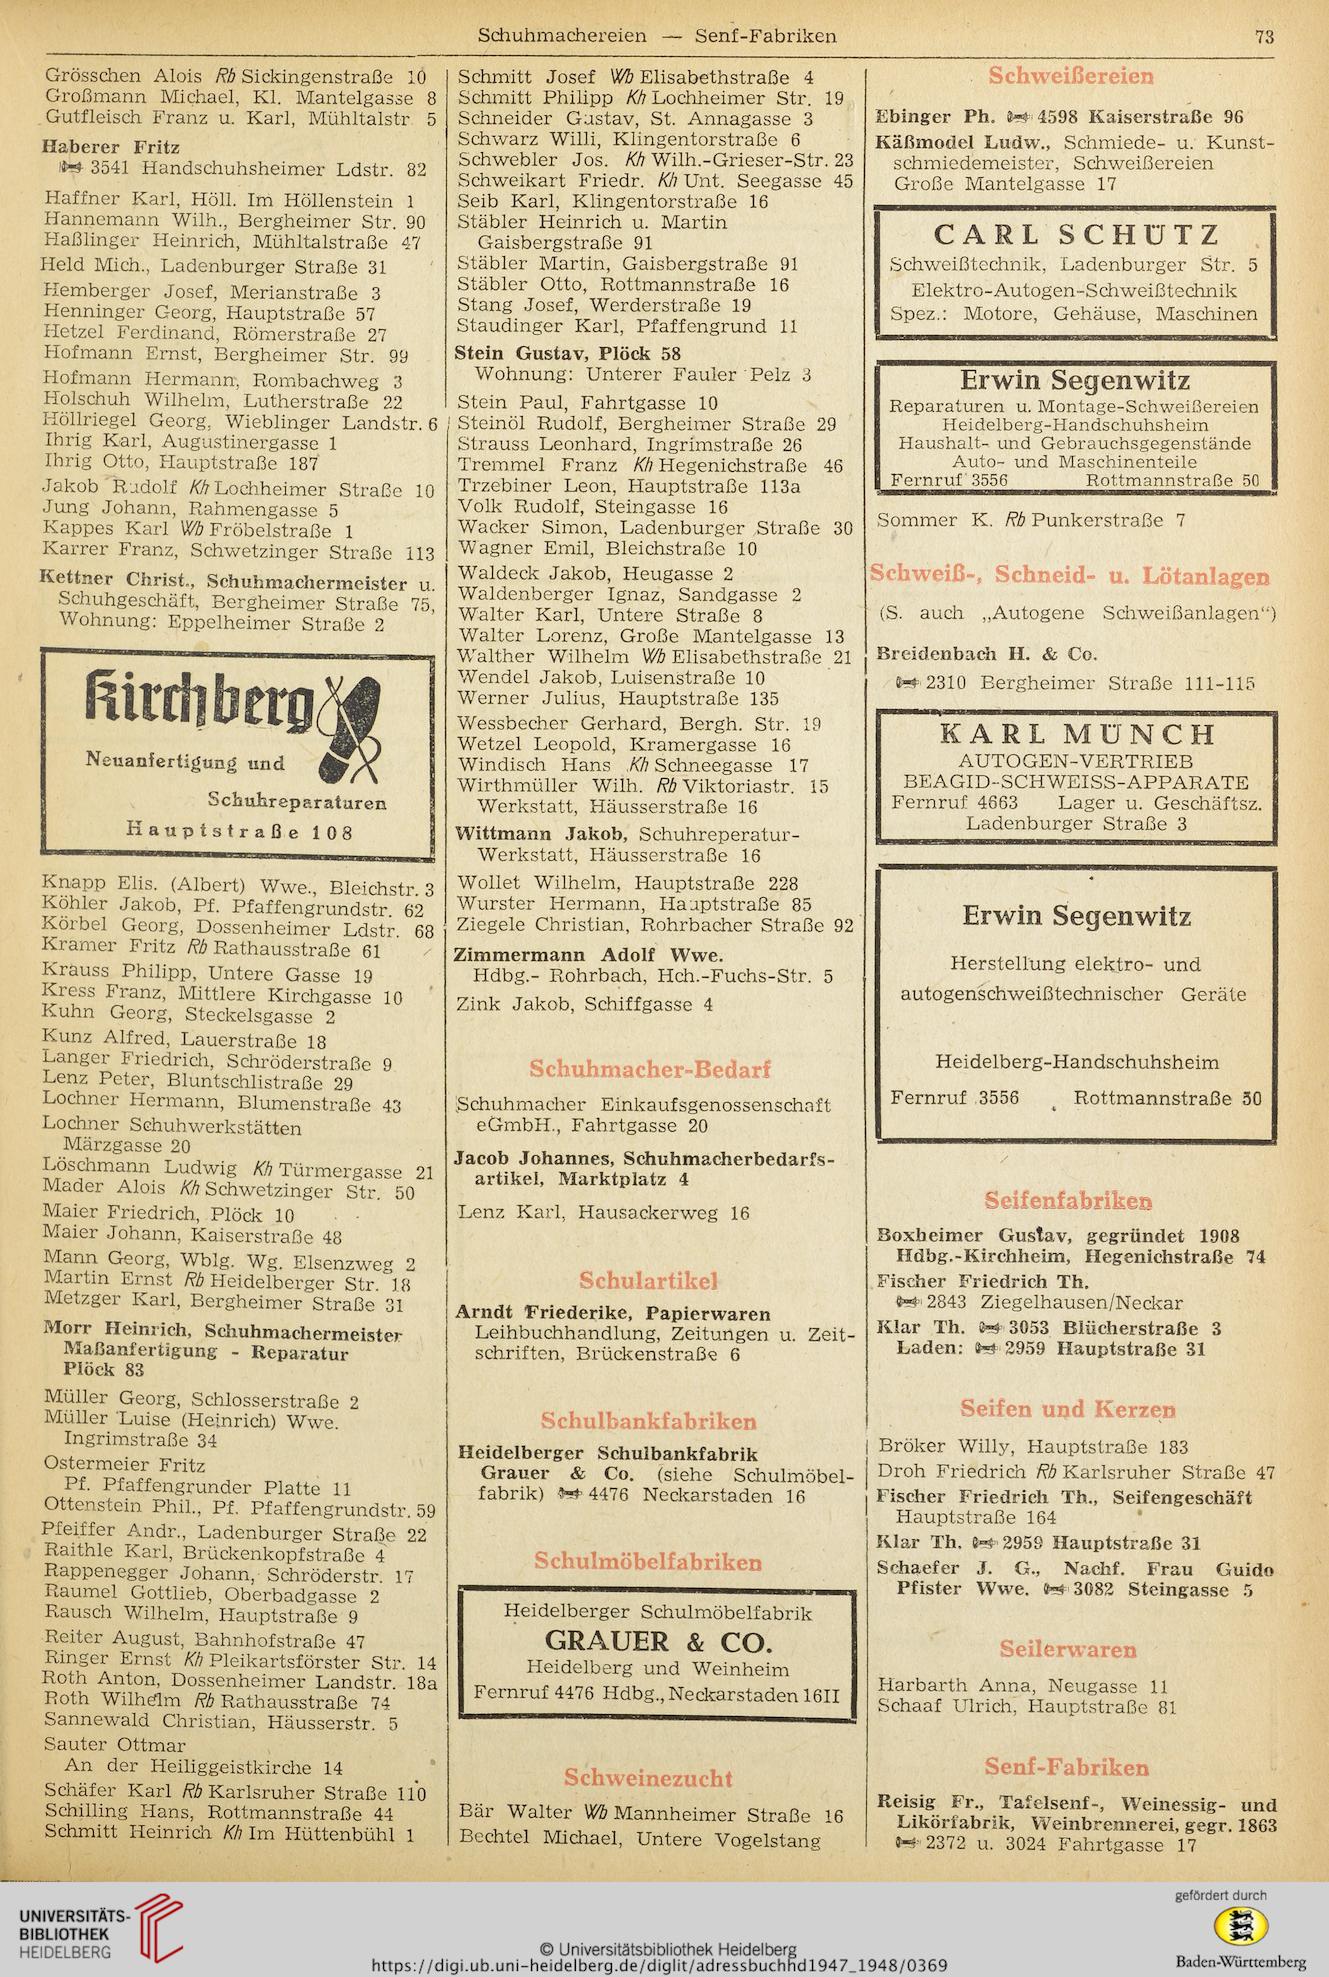 Schuhmachereien — Senf-Fabriken 73
Grösschen Alois Rb Sickingenstraße 10
Großmann Michael, Kl. Mantelgasse 8
Gutfleisch Franz u. Karl, Mühltalstr 5
Haberer Fritz
3541 Handschuhsheimer Ldstr. 82
Haffner Karl, Höll. Im Höllenstein 1
Hannemann Wilh., Bergheimer Str. 90
Haßlinger Heinrich, Mühltalstraße 47
Held Mich., Ladenburger Straße 31
Hemberger Josef, Merianstraße 3
Henninger Georg, Hauptstraße 57
Hetzel Ferdinand, Römerstraße 27
Hofmann Ernst, Bergheimer Str. 99
Hofmann Hermann, Rombachweg 3
Holschuh Wilhelm, Lutherstraße 22
Höllriegel Georg, Wieblinger Landstr. 6
Ihrig Karl, Augustinergasse 1
Ihrig Otto, Hauptstraße 187
Jakob Rudolf Kh Lochheimer Straße 10
Jung Johann, Rahmengasse 5
Kappes Karl Wb Fröbelstraße 1
Karrer Franz, Schwetzinger Straße 113
Kettner Christ., Schuhmachermeister u.
Schuhgeschäft, Bergheimer Straße 75,
Wohnung: Eppelheimer Straße 2
Kirchberg
Neuanfertigung und
Schuhreparaturen
Hauptstraße 108
Knapp Elis. (Albert) Wwe., Bleichstr. 3
Köhler Jakob, Pf. Pfaffengrundstr. 62
Körbel Georg, Dossenheimer Ldstr. 68
Kramer Fritz Rb Rathausstraße 61
Krauss Philipp, Untere Gasse 19
Kress Franz, Mittlere Kirchgasse 10
Kuhn Georg, Steckelsgasse 2
Kunz Alfred, Lauerstraße 18
Langer Friedrich, Schröderstraße 9
Lenz Peter, Bluntschlistraße 29
Lochner Hermann, Blumenstraße 43
Lochner Schuhwerkstätten
Märzgasse 20
Löschmann Ludwig Kh Türmergasse 21
Mader Alois Kh Schwetzinger Str. 50
Maier Friedrich, Plöck 10
Maier Johann, Kaiserstraße 48
Mann Georg, Wblg. Wg. Elsenzweg 2
Martin Ernst Rb Heidelberger Str. 18
Metzger Karl, Bergheimer Straße 31
Morr Heinrich, Schuhmachermeister
Maßanfertigung - Reparatur
Plöck 83
Müller Georg, Schlosserstraße 2
Müller Luise (Heinrich) Wwe.
Ingrimstraße 34
Ostermeier Fritz
Pf. Pfaffengrunder Platte 11
Ottenstein Phil., Pf. Pfaffengrundstr. 59
Pfeiffer Andr., Ladenburger Straße 22
Raithle Karl, Brückenkopfstraße 4
Rappenegger Johann, Schröderstr. 17
Raumel Gottlieb, Oberbadgasse 2
Rausch Wilhelm, Hauptstraße 9
Reiter August, Bahnhofstraße 47
Ringer Ernst Kh Pleikartsförster Str. 14
Roth Anton, Dossenheimer Landstr. 18a
Roth Wilhelm Rb Rathausstraße 74
Sannewald Christian, Häusserstr. 5
Sauter Ottmar
An der Heiliggeistkirche 14
Schäfer Karl Rb Karlsruher Straße 110
Schilling Hans, Rottmannstraße 44
Schmitt Heinrich Kh Im Hüttenbühl 1
Schmitt Josef Wb Elisabethstraße 4
Schmitt Philipp Kh Lochheimer Str. 19
Schneider Gustav, St. Annagasse 3
Schwarz Willi, Klingentorstraße 6
Schwebler Jos. Kh Wilh.-Grieser-Str. 23
Schweikart Friedr. Kh Unt. Seegasse 45
Seib Karl, Klingentorstraße 16
Stäbler Heinrich u. Martin
Gaisbergstraße 91
Stäbler Martin, Gaisbergstraße 91
Stäbler Otto, Rottmannstraße 16
Stang Josef, Werderstraße 19
Staudinger Karl, Pfaffengrund 11
Stein Gustav, Plöck 58
Wohnung: Unterer Fauler Pelz 3
Stein Paul, Fahrtgasse 10
Steinöl Rudolf, Bergheimer Straße 29
Strauss Leonhard, Ingrimstraße 26
Tremmel Franz Kh Hegenichstraße 46
Trzebiner Leon, Hauptstraße 113a
Volk Rudolf, Steingasse 16
Wacker Simon, Ladenburger Straße 30
Wagner Emil, Bleichstraße 10
Waldeck Jakob, Heugasse 2
Waldenberger Ignaz, Sandgasse 2
Walter Karl, Untere Straße 8
Walter Lorenz, Große Mantelgasse 13
Walther Wilhelm Wb Elisabethstraße 21
Wendel Jakob, Luisenstraße 10
Werner Julius, Hauptstraße 135
Wessbecher Gerhard, Bergh. Str. 19
Wetzel Leopold, Kramergasse 16
Windisch Hans Kh Schneegasse 17
Wirthmüller Wilh. Rb Viktoriastr. 15
Werkstatt, Häusserstraße 16
Wittmann Jakob, Schuhreperatur-
Werkstatt, Häusserstraße 16
Wollet Wilhelm, Hauptstraße 228
Wurster Hermann, Hauptstraße 85
Ziegele Christian, Rohrbacher Straße 92
Zimmermann Adolf Wwe.
Hdbg.- Rohrbach, Hch.-Fuchs-Str. 5
Zink Jakob, Schiffgasse 4
Schuhmacher-Bedarf
Schuhmacher Einkaufsgenossenschaft
eGmbH., Fahrtgasse 20
Jacob Johannes, Schuhmacherbedarfs-
artikel, Marktplatz 4
Lenz Karl, Hausackerweg 16
Schulartikel
Arndt Friederike, Papierwaren
Leihbuchhandlung, Zeitungen u. Zeit-
schriften, Brückenstraße 6
Schulbankfabriken
Heidelberger Schulbankfabrik
Grauer & Co. (siehe Schulmöbel-
fabrik) 4476 Neckarstaden 16
Schulmöbelfabriken
Heidelberger Schulmöbelfabrik
GRAUER & CO.
Heidelberg und Weinheim
Fernruf 4476 Hdbg., Neckarstaden 16II
Schweinezucht
Bär Walter Wb Mannheimer Straße 16
Bechtel Michael, Untere Vogelstang
Schweißereien
Ebinger Ph. 4598 Kaiserstraße 96
Käßmodel Ludw., Schmiede- u. Kunst-
schmiedemeister, Schweißereien
Große Mantelgasse 17
CARL SCHÜTZ
Schweißtechnik, Ladenburger Str. 5
Elektro-Autogen-Schweißtechnik
Spez.: Motore, Gehäuse, Maschinen
Erwin Segenwitz
Reparaturen u. Montage-Schweißereien
Heidelberg-Handschuhsheim
Haushalt- und Gebrauchsgegenstände
Auto- und Maschinenteile
Fernruf 3556 Rottmannstraße 50
Sommer K. Rb Punkerstraße 7
Schweiß-, Schneid- u. Lötanlagen
(S. auch „Autogene Schweißanlagen“)
Breidenbach H. & Co.
2310 Bergheimer Straße 111-115
KARL MÜNCH
AUTOGEN-VERTRIEB
BEAGID-SCHWEISS-APPARATE
Fernruf 4663 Lager u. Geschäftsz.
Ladenburger Straße 3
Erwin Segenwitz
Herstellung elektro- und
autogenschweißtechnischer Geräte
Heidelberg-Handschuhsheim
Fernruf 3556 Rottmannstraße 50
Seifenfabriken
Boxheimer Gustav, gegründet 1908
Hdbg.-Kirchheim, Hegenichstraße 74
Fischer Friedrich Th.
2843 Ziegelhausen/Neckar
Klar Th. 3053 Blücherstraße 3
Laden: 2959 Hauptstraße 31
Seifen und Kerzen
Bröker Willy, Hauptstraße 183
Droh Friedrich Rb Karlsruher Straße 47
Fischer Friedrich Th., Seifengeschäft
Hauptstraße 164
Klar Th. 2959 Hauptstraße 31
Schaefer J. G., Nachf. Frau Guido
Pfister Wwe. 3082 Steingasse 5
Seilerwaren
Harbarth Anna, Neugasse 11
Schaaf Ulrich, Hauptstraße 81
Senf-Fabriken
Reisig Fr., Tafelsenf-, Weinessig- und
Likörfabrik, Weinbrennerei, gegr. 1863
2372 u. 3024 Fahrtgasse 17
UNIVERSITÄTS-
BIBLIOTHEK
HEIDELBERG
© Universitätsbibliothek Heidelberg
https://digi.ub.uni-heidelberg.de/diglit/adressbuchhd1947_1948/0369
gefördert durch
Baden-Württemberg